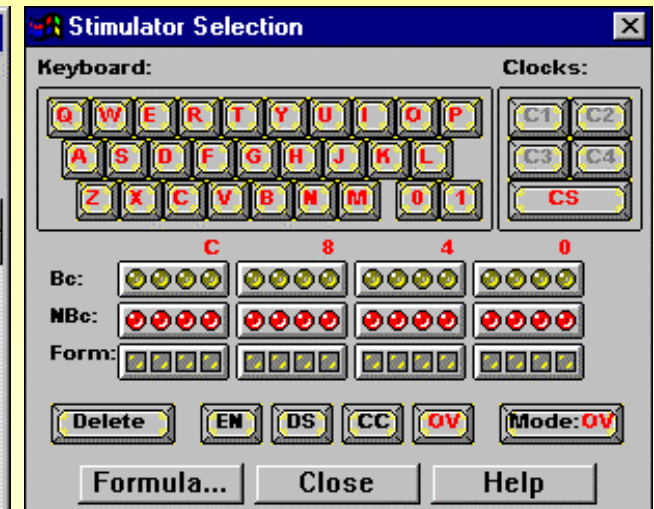 Stimulator Selection
Keyboard: Clocks:
Q W E R T Y U I O P C1 C2
A S D F G H J K L C3 C4
Z X C V B N M 0 1 CS
C 8 4 0
Bc:
NBc:
Form:
Delete EN DS CC OV Mode:OV
Formula... Close Help